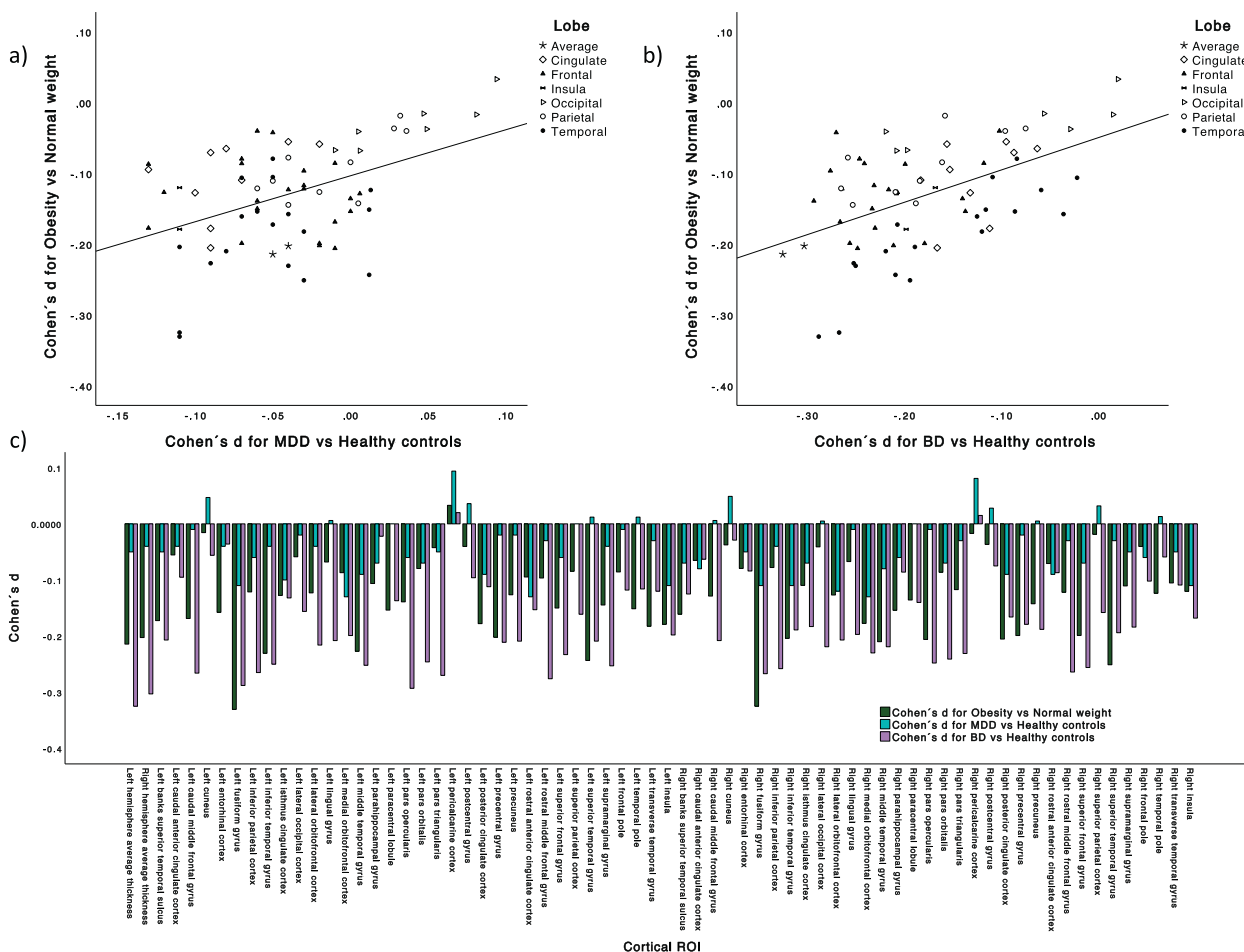 a)
Cohen´s d for Obesity vs Normal weight
.10
.00
-.10
-.20
-.30
-.40
-.15
-.10
-.05
.00
.05
.10
Cohen´s d for MDD vs Healthy controls
Lobe
Average
Cingulate
Frontal
Insula
Occipital
Parietal
Temporal
b)
Cohen´s d for Obesity vs Normal weight
.10
.00
-.10
-.20
-.30
-.40
-.30
-.20
-.10
.00
Cohen´s d for BD vs Healthy controls
Lobe
Average
Cingulate
Frontal
Insula
Occipital
Parietal
Tempora
c)
Cohen´s d
0.1
0.0000
-0.1
-0.2
-0.3
-0.4
Cohen´s d for Obesity vs Normal weight
Cohen´s d for MDD vs Healthy controls
Cohen´s d for BD vs Healthy controls
Left hemisphere average thickness
Right hemisphere average thickness
Left banks superior temporal sulcus
Left caudal anterior cingulate cortex
Left caudal middle frontal gyrus
Left cuneus
Left entorhinal cortex
Left fusiform gyrus
Left inferior parietal cortex
Left inferior temporal gyrus
Left isthmus cingulate cortex
Left lateral occipital cortex
Left lateral orbitofrontal cortex
Left lingual gyrus
Left medial orbitofrontal cortex
Left middle temporal gyrus
Left parahippocampal gyrus
Left paracentral lobule
Left pars opercularis
Left pars orbitalis
Left pars triangularis
Left pericalcarine cortex
Left postcentral gyrus
Left posterior cingulate cortex
Left precentral gyrus
Left precuneus
Left rostral anterior cingulate cortex
Left rostral middle frontal gyrus
Left superior frontal gyrus
Left superior parietal cortex
Left superior temporal gyrus
Left supramarginal gyrus
Left frontal pole
Left temporal pole
Left transverse temporal gyrus
Left insula
Right banks superior temporal sulcus
Right caudal anterior cingulate cortex
Right caudal middle frontal gyrus
Right cuneus
Right entorhinal cortex
Right fusiform gyrus
Right inferior parietal cortex
Right inferior temporal gyrus
Right isthmus cingulate cortex
Right lateral occipital cortex
Right lateral orbitofrontal cortex
Right lingual gyrus
Right medial orbitofrontal cortex
Right middle temporal gyrus
Right parahippocampal gyrus
Right paracentral lobule
Right pars opercularis
Right pars orbitalis
Right pars triangularis
Right pericalcarine cortex
Right postcentral gyrus
Right posterior cingulate cortex
Right precentral gyrus
Right precuneus
Right rostral anterior cingulate cortex
Right rostral middle frontal gyrus
Right superior frontal gyrus
Right superior parietal cortex
Right superior temporal gyrus
Right supramarginal gyrus
Right frontal pole
Right temporal pole
Right transverse temporal gyrus
Right insula
Cortical ROI